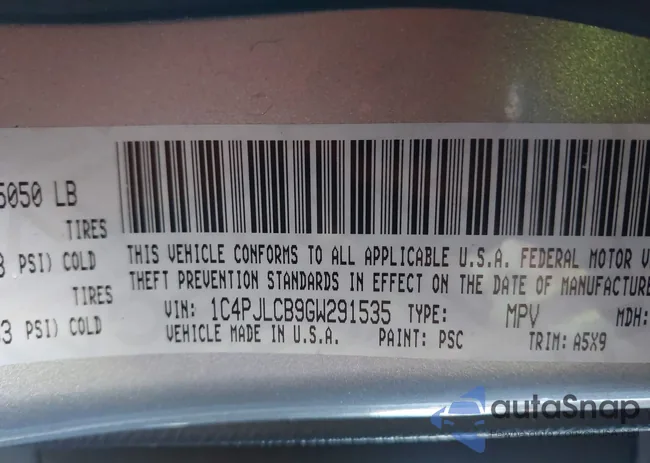 5050 LB
TIRES
PSI) COLD
TIRES
3 PSI) COLD
THIS VEHICLE CONFORMS TO ALL APPLICABLE U.S.A. FEDERAL MOTOR V
THEFT PREVENTION STANDARDS IN EFFECT ON THE DATE OF MANUFACTURE
VIN: 1C4PJLCB9GW291535 TYPE: MPV MDH:
VEHICLE MADE IN U.S.A. PAINT: PSC TRIM: A5X9
autoSnap